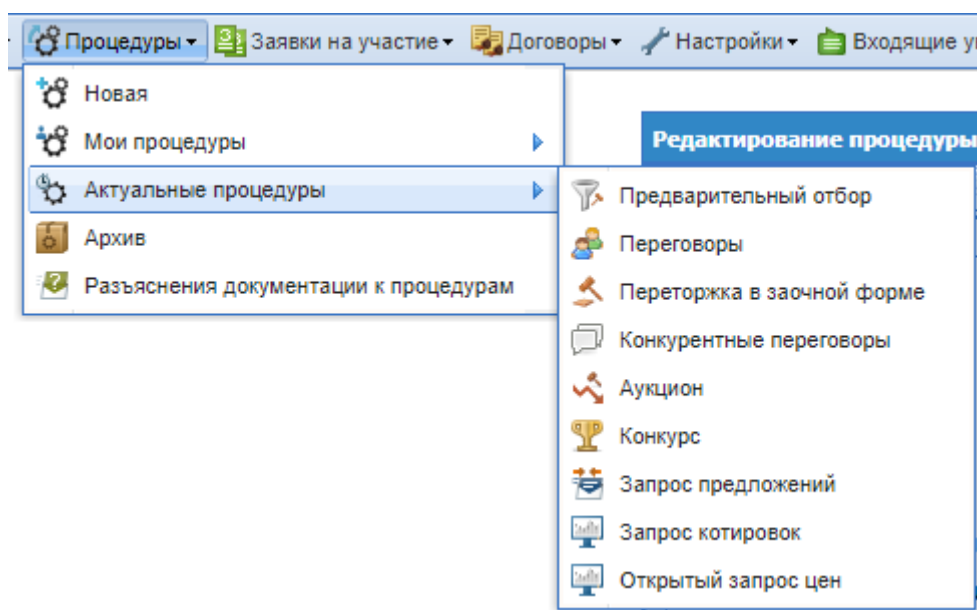 Процедуры Заявки на участие Договоры Настройки Входящие
Новая
Мои процедуры
Редактирование процедуры
Актуальные процедуры
Архив
Разъяснения документации к процедурам
Предварительный отбор
Переговоры
Переторжка в заочной форме
Конкурентные переговоры
Аукцион
Конкурс
Запрос предложений
Запрос котировок
Открытый запрос цен